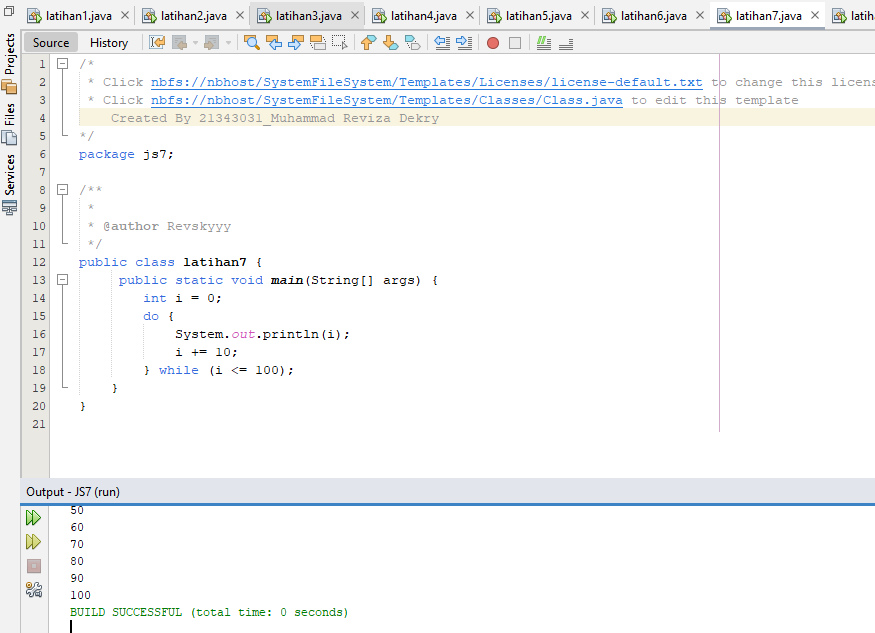 latihan1.java × latihan2.java × latihan3.java × latihan4.java × latihan5.java × latihan6.java × latihan7.java ×
Projects
Files
Services
Source History
1 /*
2 * Click nbfs://nbhost/SystemFileSystem/Templates/Licenses/license-default.txt to change this
3 * Click nbfs://nbhost/SystemFileSystem/Templates/Classes/Class.java to edit this template
4 Created By 21343031_Muhammad Reviza Dekry
5 */
6 package js7;
7
8 /**
9 *
10 * @author Revskyyy
11 */
12 public class latihan7 {
13 public static void main(String[] args) {
14 int i = 0;
15 do {
16 System.out.println(i);
17 i += 10;
18 } while (i <= 100);
19 }
20 }
21
Output - JS7 (run)
50
60
70
80
90
100
BUILD SUCCESSFUL (total time: 0 seconds)